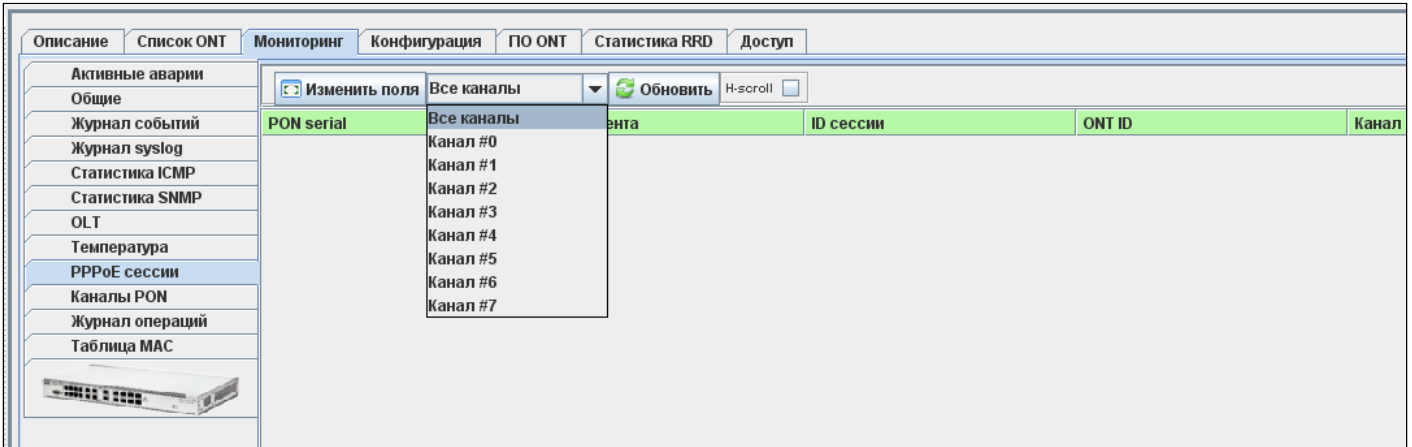 Описание Список ONT Мониторинг Конфигурация ПО ONT Статистика RRD Доступ
Активные аварии
Общие
Журнал событий
Журнал syslog
Статистика ICMP
Статистика SNMP
OLT
Температура
PPPoE сессии
Каналы PON
Журнал операций
Таблица MAC
Изменить поля Все каналы Обновить H-scroll
PON serial ента ID сессии ONT ID Канал
Все каналы
Канал #0
Канал #1
Канал #2
Канал #3
Канал #4
Канал #5
Канал #6
Канал #7